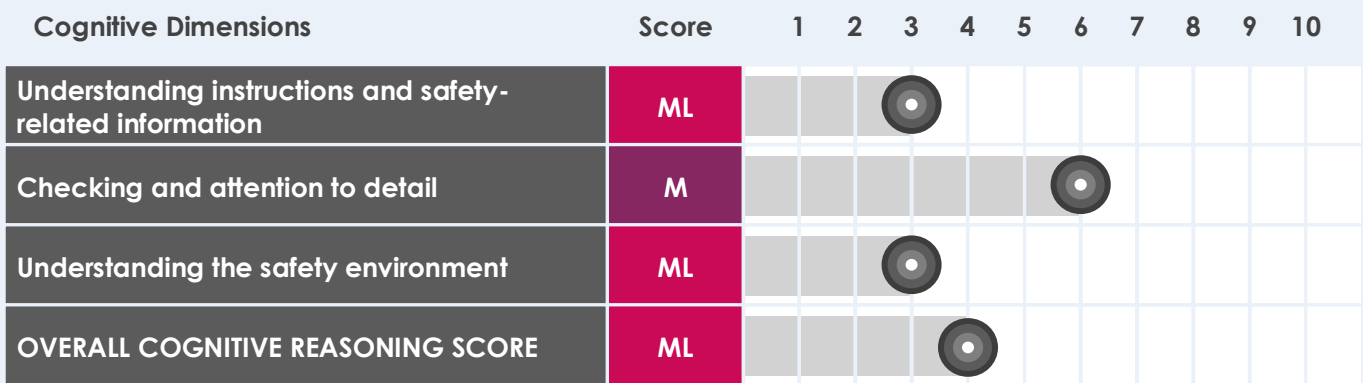 Cognitive Dimensions Score 1 2 3 4 5 6 7 8 9 10
Understanding instructions and safety-
related information
ML
Checking and attention to detail M
Understanding the safety environment ML
OVERALL COGNITIVE REASONING SCORE ML